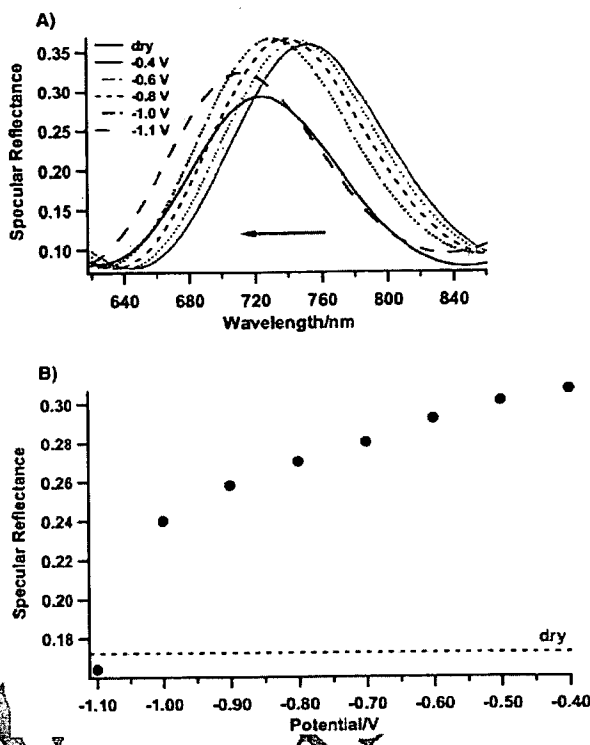 A)
dry
-0.4 V
-0.6 V
-0.8 V
-1.0 V
-1.1 V
0.35
0.30
0.25
0.20
0.15
0.10
Specular Reflectance
640 680 720 760 800 840
Wavelength/nm
B)
0.30
0.28
0.26
0.24
0.22
0.20
0.18
Specular Reflectance
dry
-1.10 -1.00 -0.90 -0.80 -0.70 -0.60 -0.50 -0.40
Potential/V